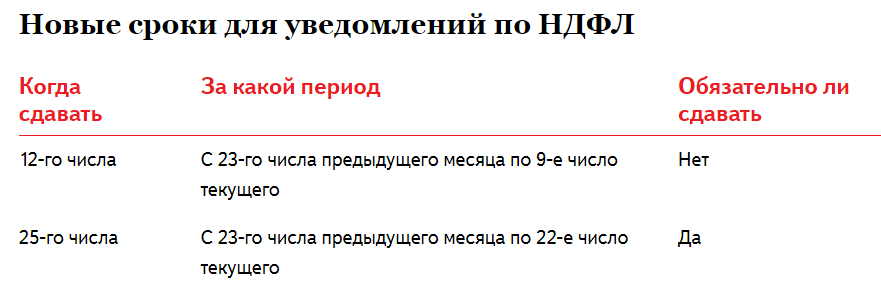 Новые сроки для уведомлений по НДФЛ
Когда За какой период Обязательно ли
сдавать сдавать
12-го числа С 23-го числа предыдущего месяца по 9-е число Нет
текущего
25-го числа С 23-го числа предыдущего месяца по 22-е число Да
текущего